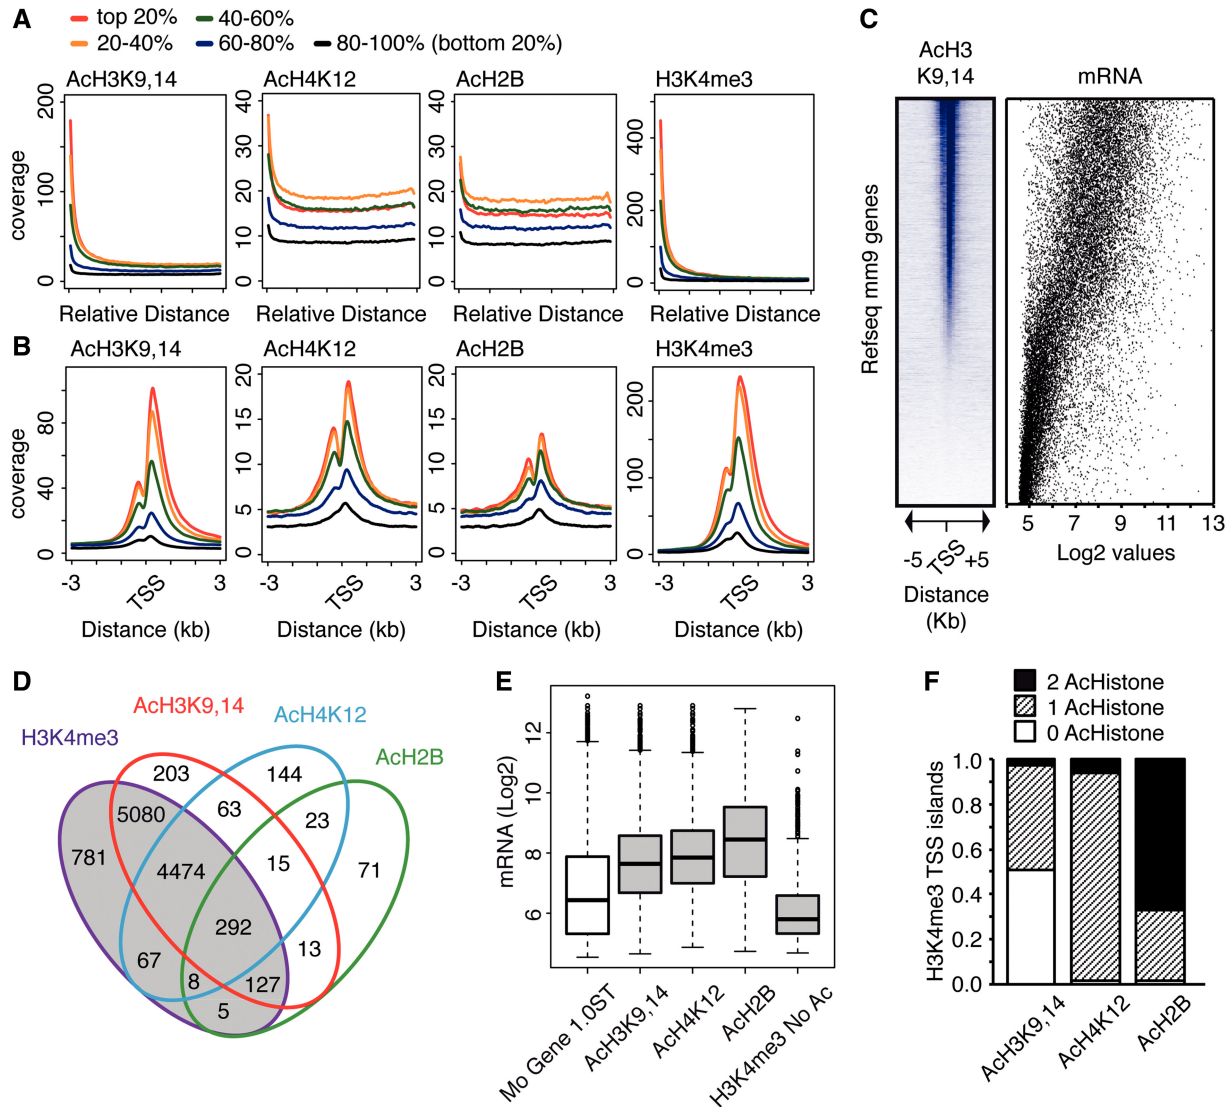 A
top 20%
40-60%
20-40%
60-80%
80-100% (bottom 20%)
AcH3K9,14
AcH4K12
AcH2B
H3K4me3
coverage
0
100
200
0
10
20
30
40
0
10
20
30
40
0
200
400
Relative Distance
Relative Distance
Relative Distance
Relative Distance
B
AcH3K9,14
AcH4K12
AcH2B
H3K4me3
coverage
0
40
80
0
5
10
15
20
0
5
10
15
20
0
100
200
-3
TSS
3
-3
TSS
3
-3
TSS
3
-3
TSS
3
Distance (kb)
Distance (kb)
Distance (kb)
Distance (kb)
C
AcH3
K9,14
mRNA
Refseq mm9 genes
-5
TSS
+5
Distance
(Kb)
5
7
9
11
13
Log2 values
D
H3K4me3
AcH3K9,14
AcH4K12
AcH2B
203
144
5080
63
23
781
4474
15
71
292
67
13
8
127
5
E
mRNA (Log2)
12
10
8
6
Mo Gene 1.0ST
AcH3K9,14
AcH4K12
AcH2B
H3K4me3 No Ac
F
2 AcHistone
1 AcHistone
0 AcHistone
H3K4me3 TSS islands
1.0
0.8
0.6
0.4
0.2
0.0
AcH3K9,14
AcH4K12
AcH2B